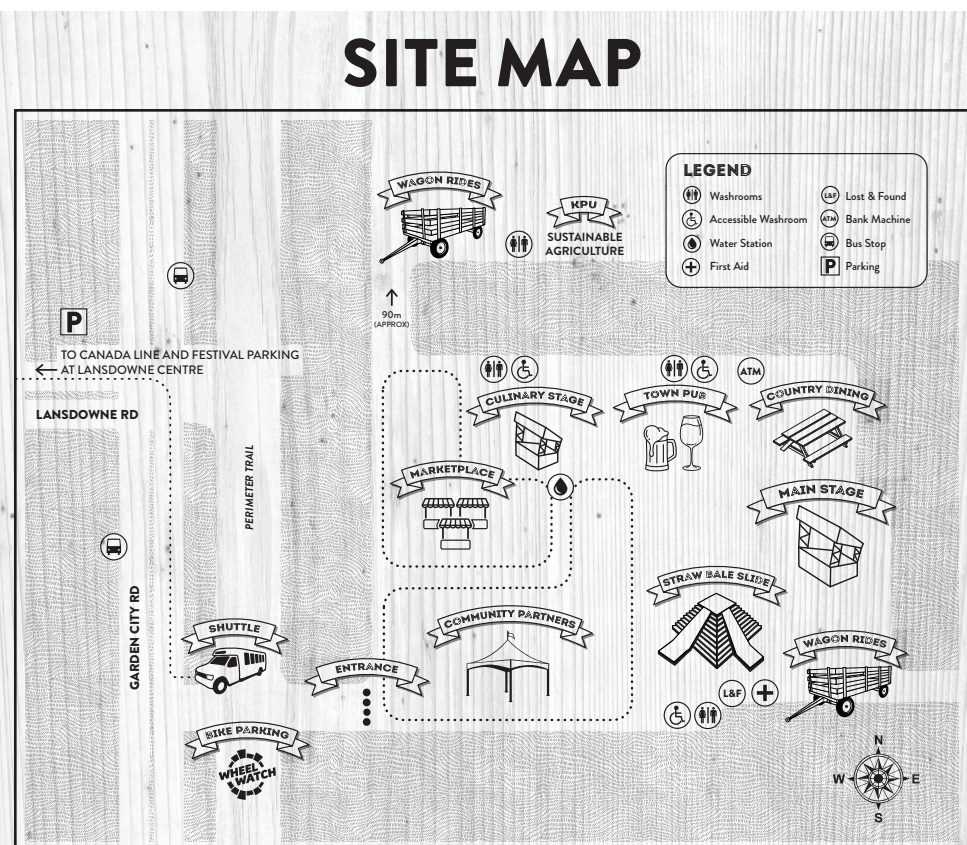 SITE MAP
LEGEND
Washrooms
Accessible Washroom
Water Station
First Aid
L&F Lost & Found
ATM Bank Machine
Bus Stop
P Parking
WAGON RIDES
KPU
SUSTAINABLE
AGRICULTURE
90m
(APPROX)
P
TO CANADA LINE AND FESTIVAL PARKING
AT LANSDOWNE CENTRE
LANSDOWNE RD
PERIMETER TRAIL
GARDEN CITY RD
ATM
CULINARY STAGE
TOWN PUB
COUNTRY DINING
MARKETPLACE
MAIN STAGE
STRAW BALE SLIDE
COMMUNITY PARTNERS
SHUTTLE
ENTRANCE
WAGON RIDES
L&F
BIKE PARKING
WHEEL
WATCH
N
W E
S